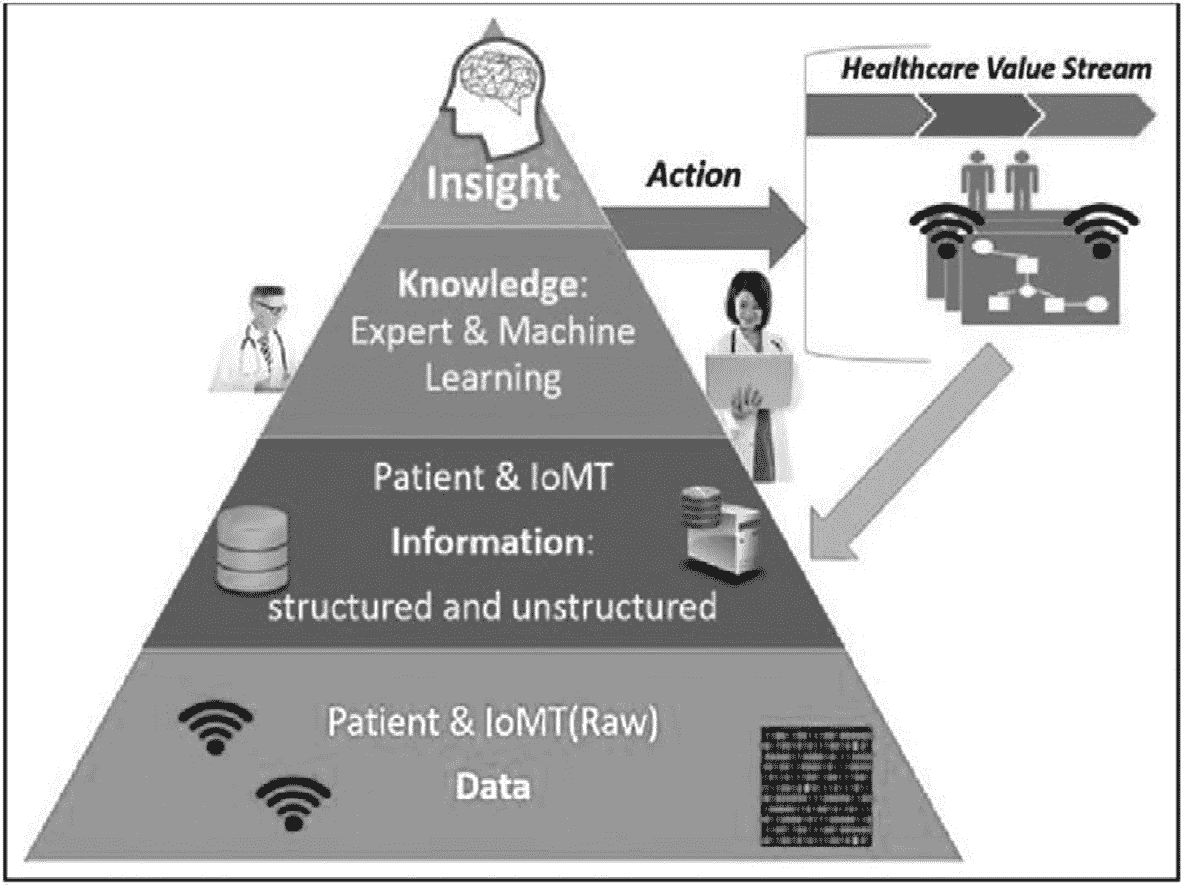 Healthcare Value Stream
Insight
Action
Knowledge:
Expert & Machine
Learning
Patient & IoMT
Information:
structured and unstructured
Patient & IoMT(Raw)
Data